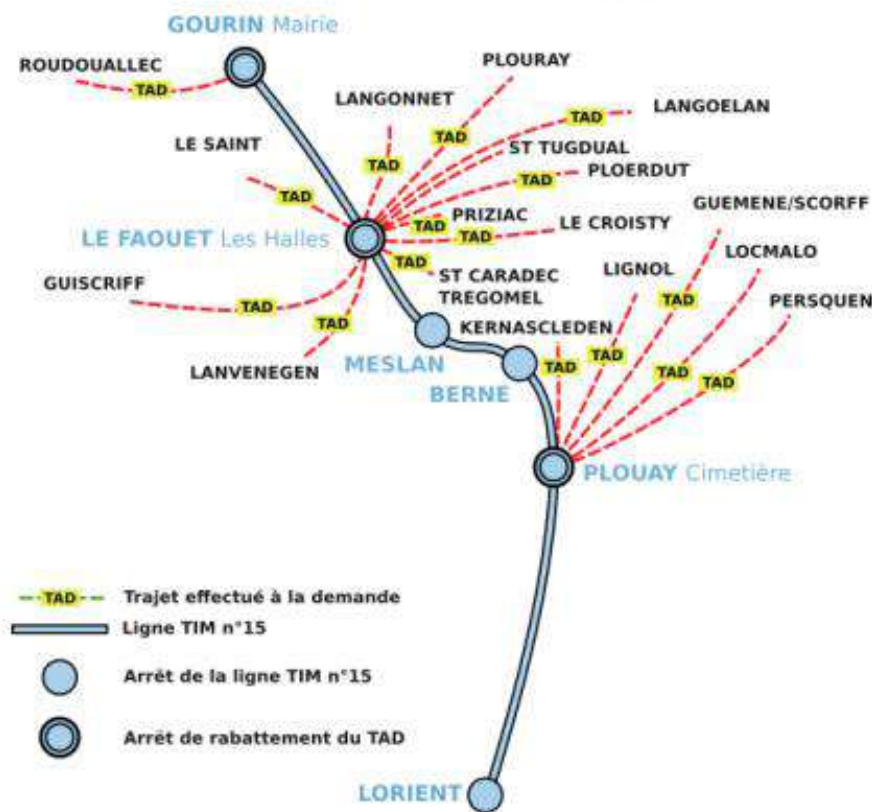 GOURIN Mairie
ROUDOUALLEC
TAD
PLOURAY
LANGONNET
LANGOELAN
TAD
TAD
LE SAINT
ST TUGDUAL
TAD
PLOERDUT
TAD
TAD
GUEMENE/SCORFF
PRIZIAC
TAD
LE CROISTY
TAD
LE FAOUET Les Halles
LOCMALO
TAD
LIGNOL
ST CARADEC
TREGOMEL
GUISCRIFF
TAD
TAD
PERSQUEN
TAD
KERNASCLEDEN
LANVENEGEN
MESLAN
TAD
TAD
TAD
TAD
BERNE
PLOUAY Cimetière
TAD Trajet effectué à la demande
Ligne TIM n°15
Arrêt de la ligne TIM n°15
Arrêt de rabattement du TAD
LORIENT